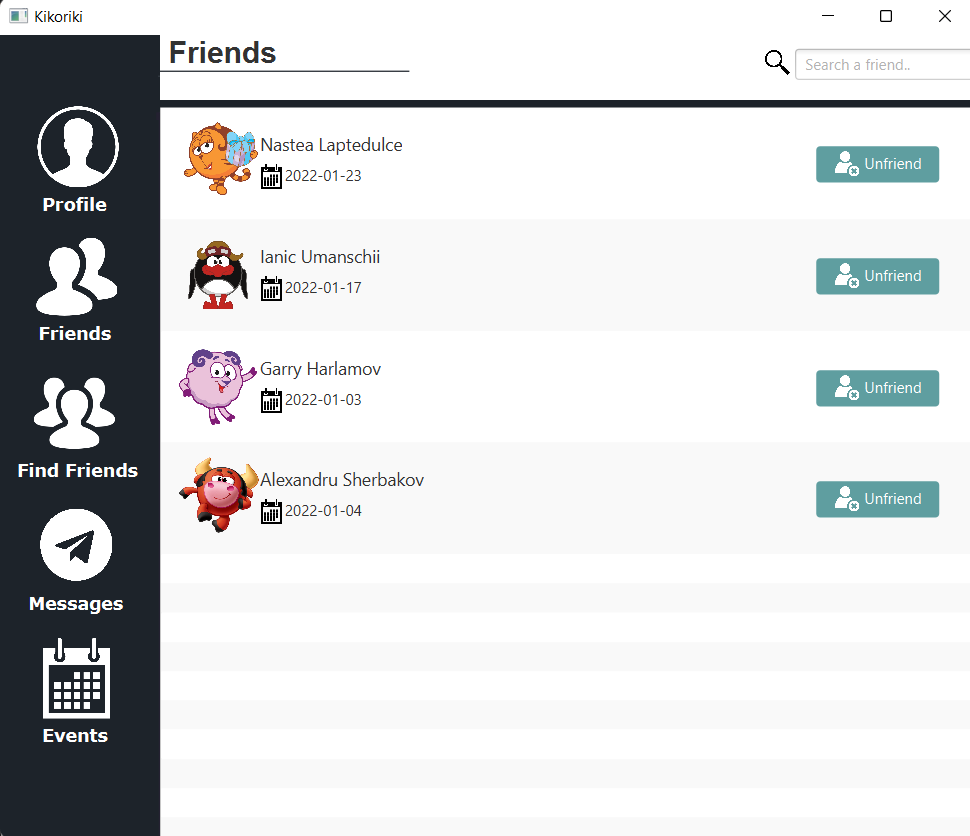 Kikoriki
Friends
Search a friend..
Profile
Friends
Find Friends
Messages
Events
Nastea Laptedulce
2022-01-23
Unfriend
Ianic Umanschii
2022-01-17
Unfriend
Garry Harlamov
2022-01-03
Unfriend
Alexandru Sherbakov
2022-01-04
Unfriend